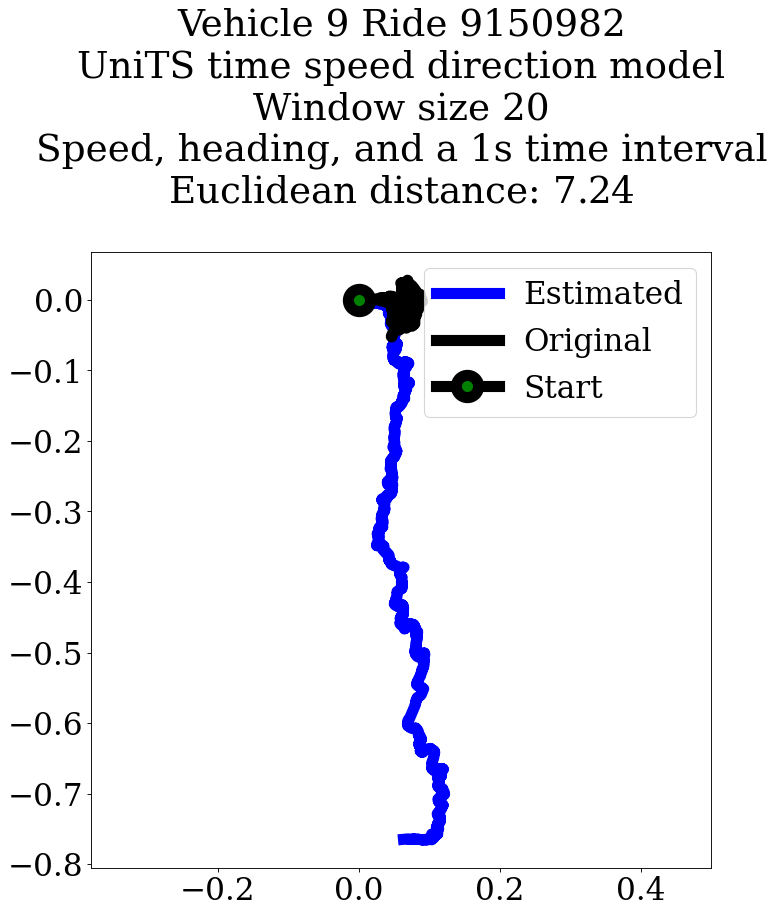 Vehicle 9 Ride 9150982
UniTS time speed direction model
Window size 20
Speed, heading, and a 1s time interval
Euclidean distance: 7.24
Estimated
Original
Start
0.0
−0.1
−0.2
−0.3
−0.4
−0.5
−0.6
−0.7
−0.8
−0.2
0.0
0.2
0.4